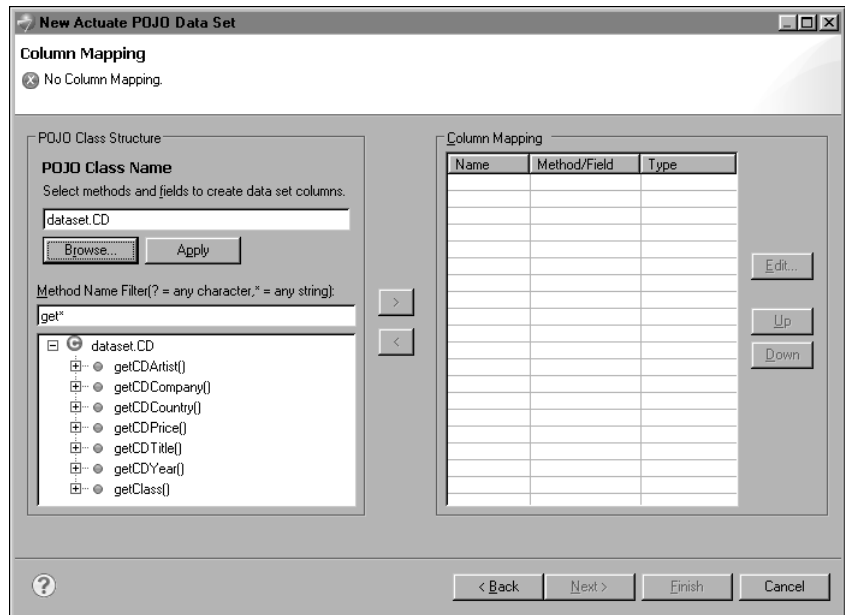 New Actuate POJO Data Set
Column Mapping
No Column Mapping.
POJO Class Structure
POJO Class Name
Select methods and fields to create data set columns.
dataset.CD
Browse...
Apply
Method Name Filter(? = any character,* = any string):
get*
dataset.CD
getCDArtist()
getCDCompany()
getCDCountry()
getCDPrice()
getCDTitle()
getCDYear()
getClass()
>
<
Column Mapping
Name Method/Field Type
Edit...
Up
Down
?
< Back
Next >
Finish
Cancel